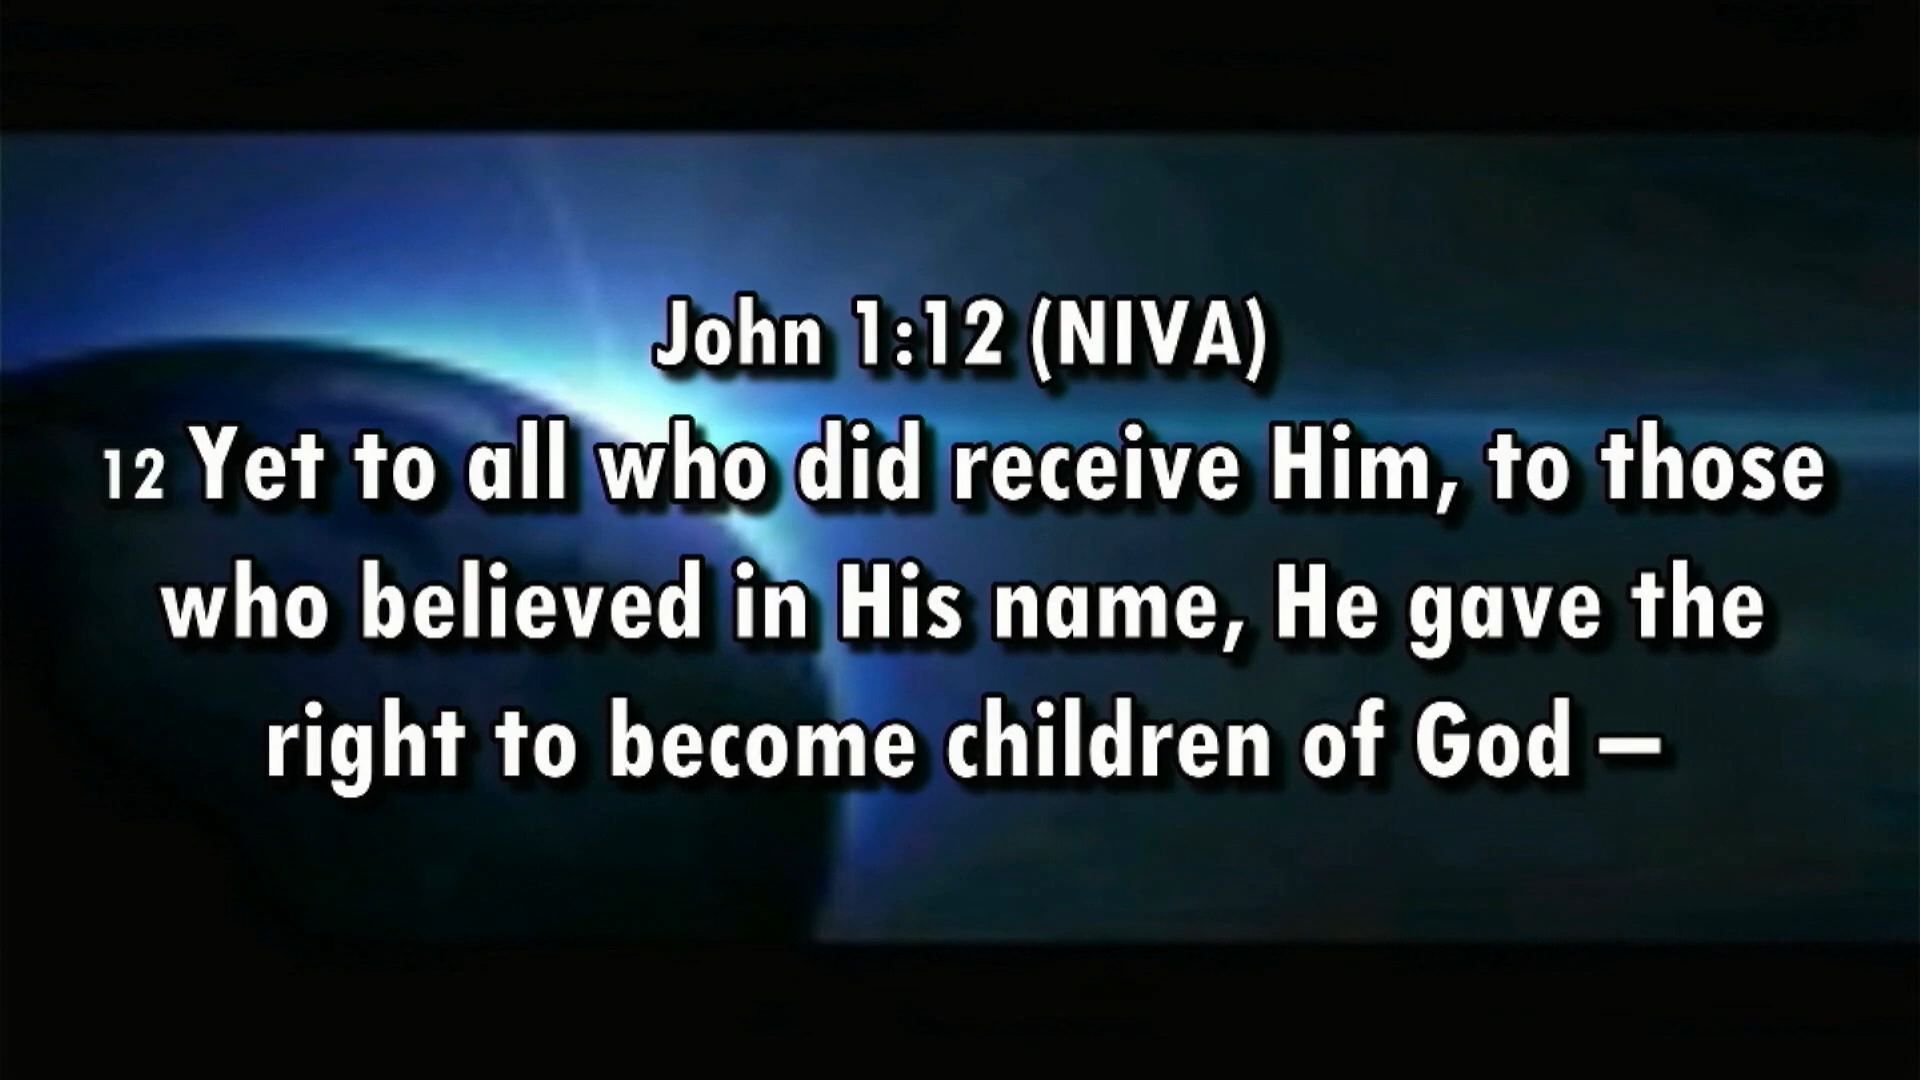 John 1:12 (NIVA)
12 Yet to all who did receive Him, to those
who believed in His name, He gave the
right to become children of God –